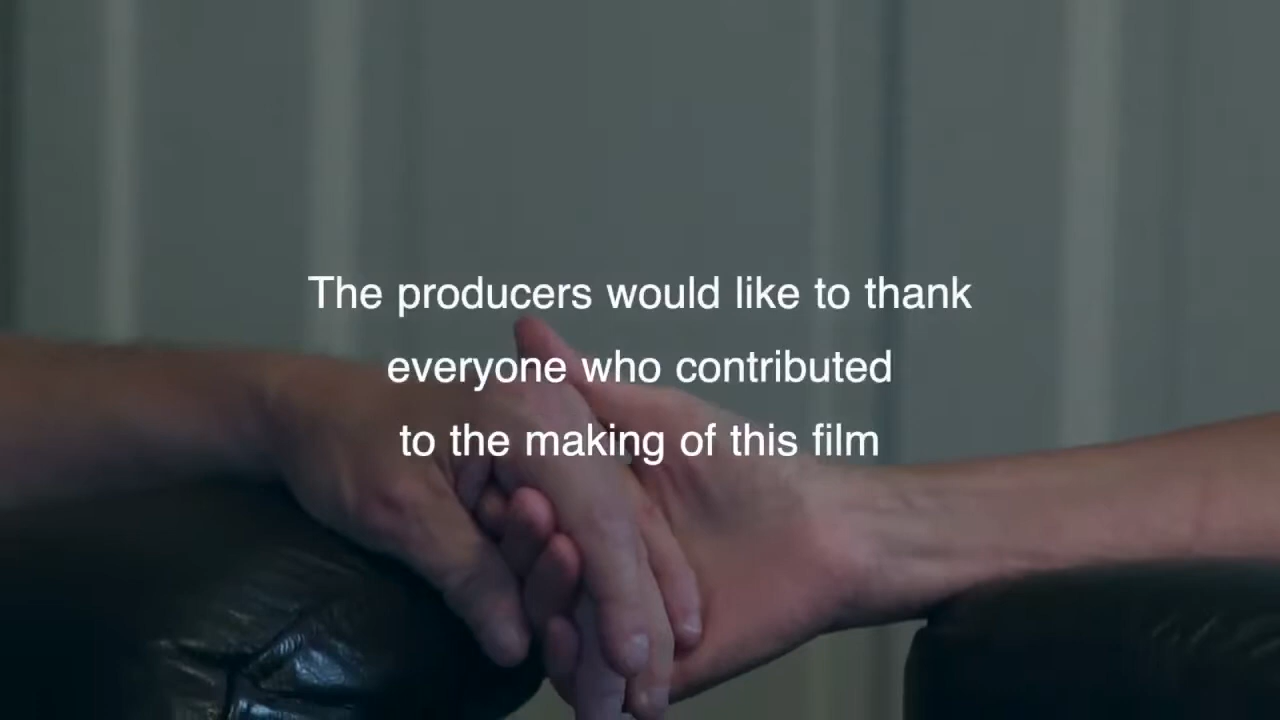 The producers would like to thank
everyone who contributed
to the making of this film